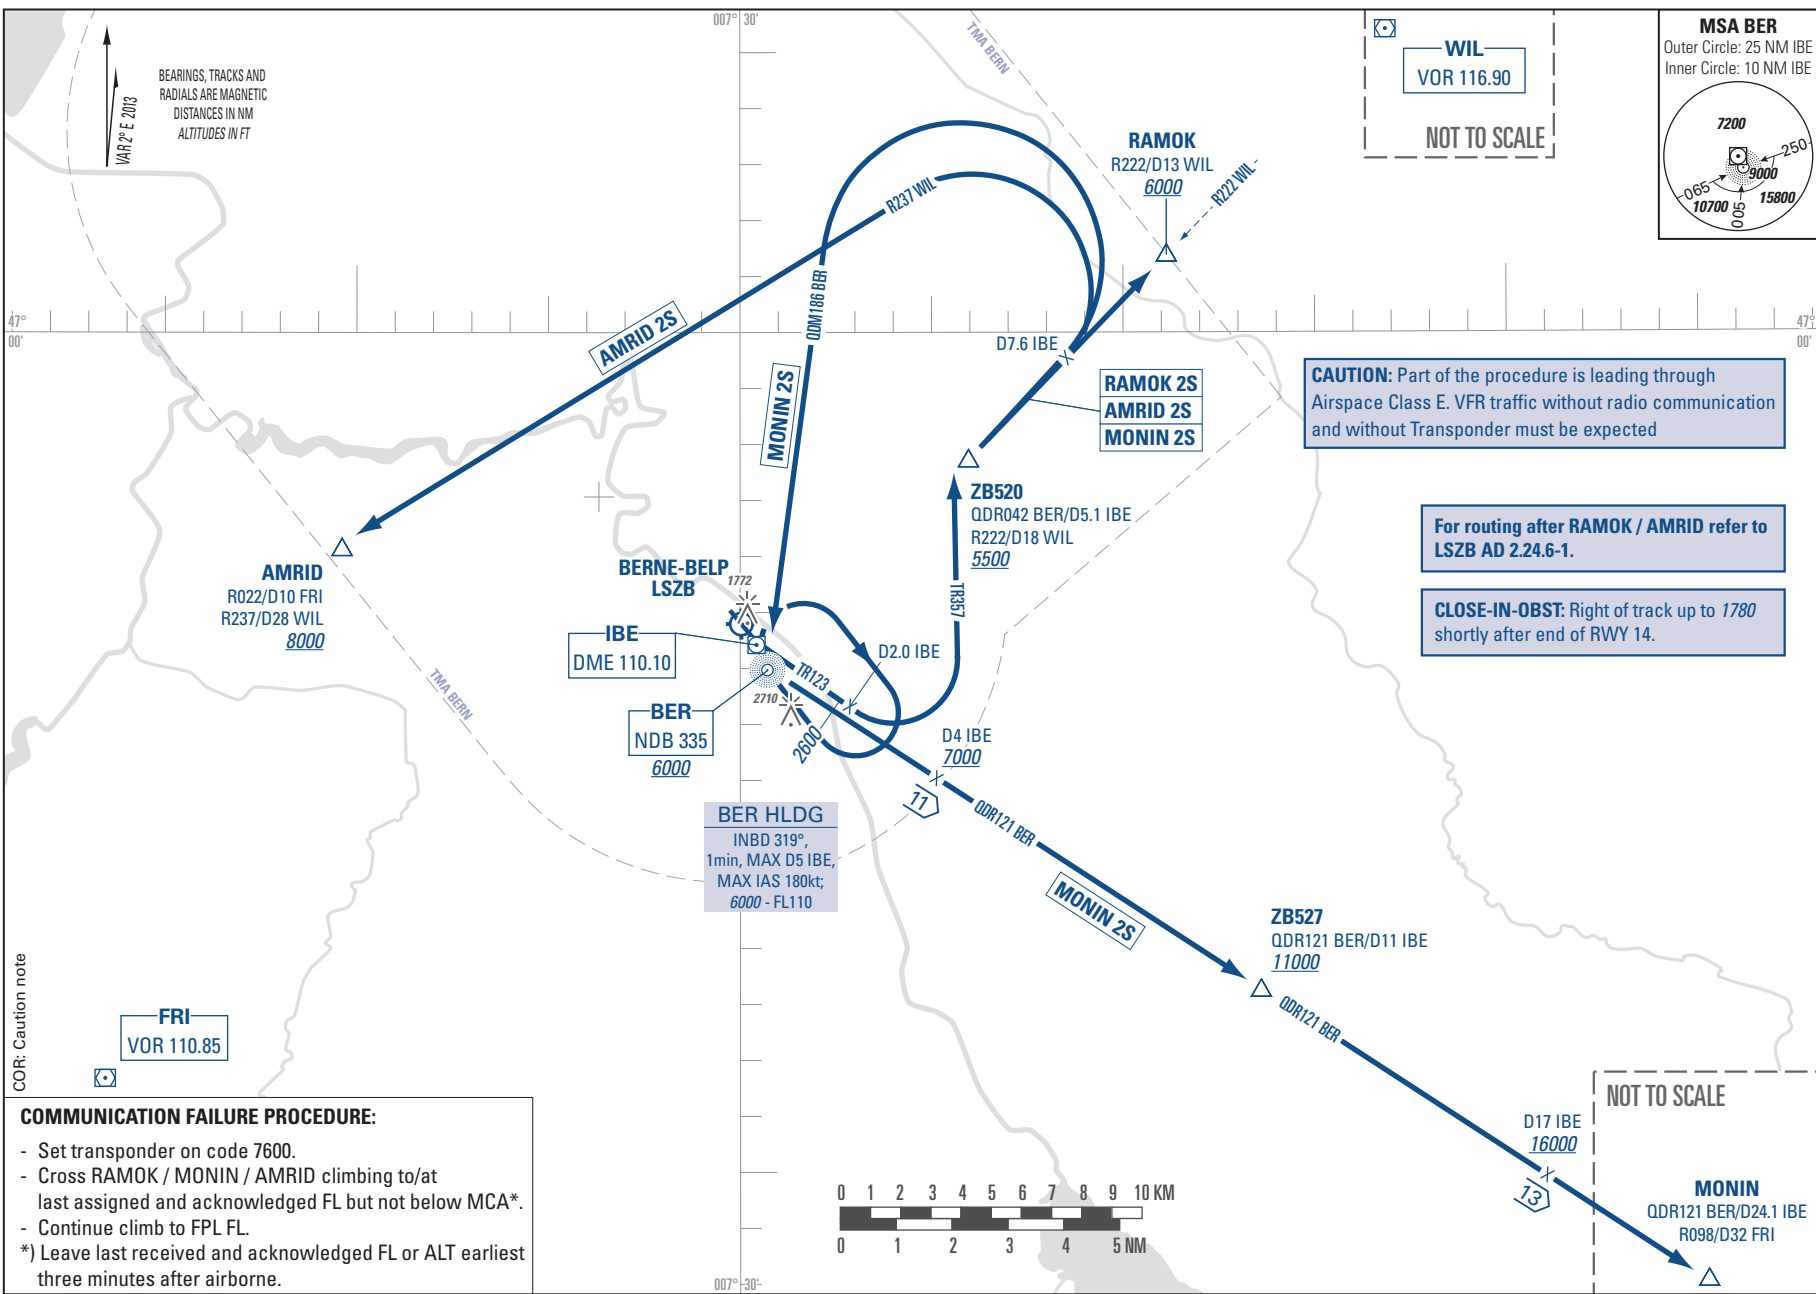 007° 30'
BEARINGS, TRACKS AND
RADIALS ARE MAGNETIC
DISTANCES IN NM
ALTITUDES IN FT
VAR 2° E 2013
TMA BERN
WIL
VOR 116.90
NOT TO SCALE
MSA BER
Outer Circle: 25 NM IBE
Inner Circle: 10 NM IBE
7200
250
9000
065
10700
005
15800
RAMOK
R222/D13 WIL
6000
R222 WIL
R237 WIL
QDM186 BER
47°
00'
47°
00'
AMRID 2S
MONIN 2S
D7.6 IBE
RAMOK 2S
AMRID 2S
MONIN 2S
CAUTION: Part of the procedure is leading through
Airspace Class E. VFR traffic without radio communication
and without Transponder must be expected
ZB520
QDR042 BER/D5.1 IBE
R222/D18 WIL
5500
TR357
For routing after RAMOK / AMRID refer to
LSZB AD 2.24.6-1.
CLOSE-IN-OBST: Right of track up to 1780
shortly after end of RWY 14.
AMRID
R022/D10 FRI
R237/D28 WIL
8000
BERNE-BELP
LSZB
1772
IBE
DME 110.10
D2.0 IBE
TR123
TMA BERN
BER
NDB 335
6000
2710
2600
D4 IBE
7000
11
QDR121 BER
BER HLDG
INBD 319°,
1min, MAX D5 IBE,
MAX IAS 180kt;
6000 - FL110
MONIN 2S
ZB527
QDR121 BER/D11 IBE
11000
QDR121 BER
COR: Caution note
FRI
VOR 110.85
NOT TO SCALE
D17 IBE
16000
13
MONIN
QDR121 BER/D24.1 IBE
R098/D32 FRI
COMMUNICATION FAILURE PROCEDURE:
- Set transponder on code 7600.
- Cross RAMOK / MONIN / AMRID climbing to/at
last assigned and acknowledged FL but not below MCA*.
- Continue climb to FPL FL.
*) Leave last received and acknowledged FL or ALT earliest
three minutes after airborne.
0 1 2 3 4 5 6 7 8 9 10 KM
0 1 2 3 4 5 NM
007° 30'